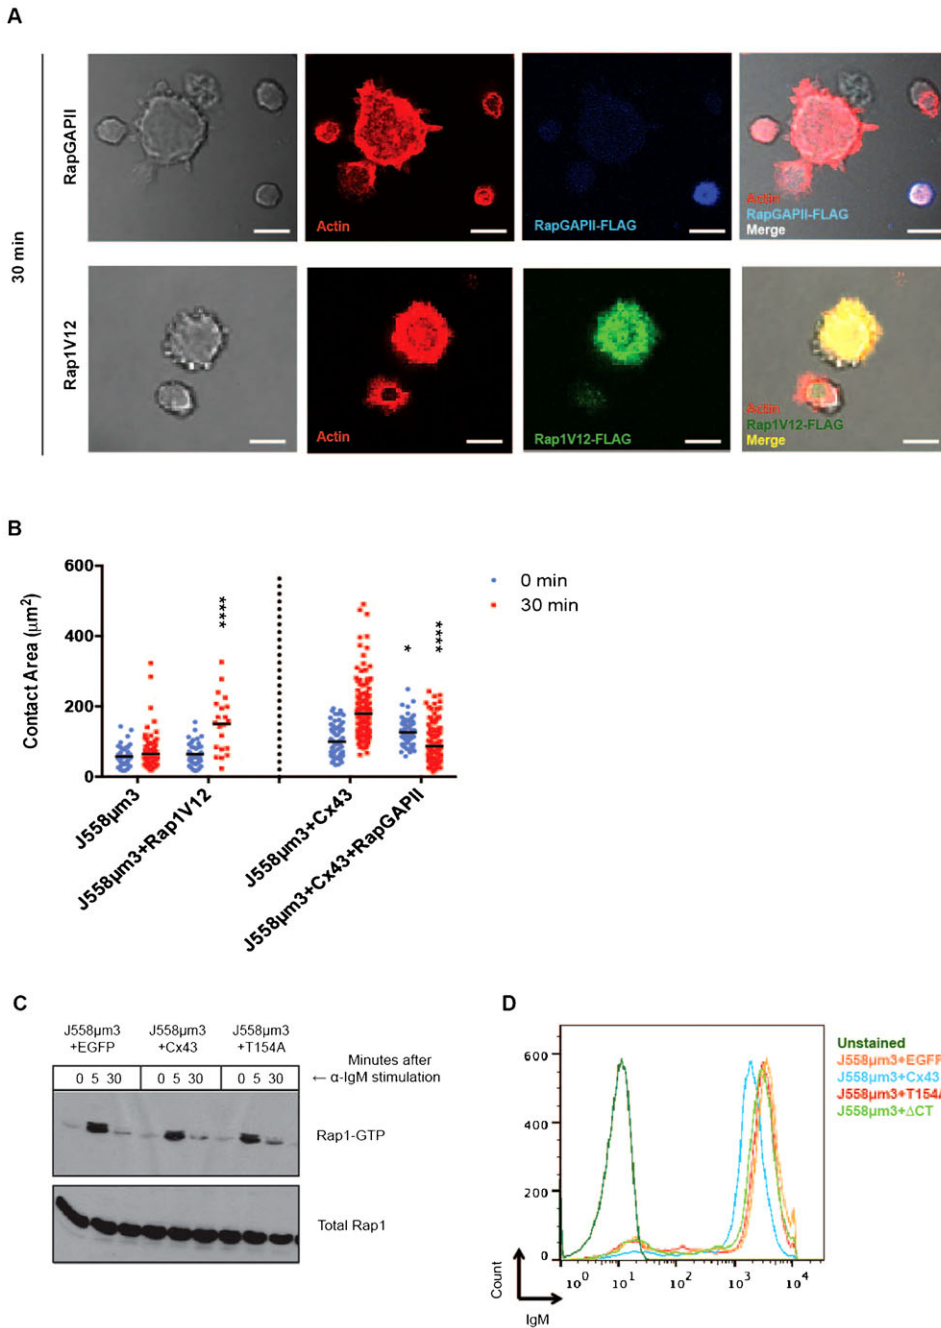 A
30 min
RapGAPII
Actin
RapGAPII-FLAG
Actin
RapGAPII-FLAG
Merge
Rap1V12
Actin
Rap1V12-FLAG
Actin
Rap1V12-FLAG
Merge
B
Contact Area (µm²)
600
400
200
0
****
*
****
0 min
30 min
J558µm3
J558µm3+Rap1V12
J558µm3+Cx43
J558µm3+Cx43+RapGAPII
C
J558µm3 J558µm3 J558µm3
+EGFP +Cx43 +T154A
0 5 30 0 5 30 0 5 30
Minutes after
← α-IgM stimulation
Rap1-GTP
Total Rap1
D
Unstained
J558µm3+EGFP
J558µm3+Cx43
J558µm3+T154A
J558µm3+ΔCT
600
400
200
0
10⁰ 10¹ 10² 10³ 10⁴
Count
IgM